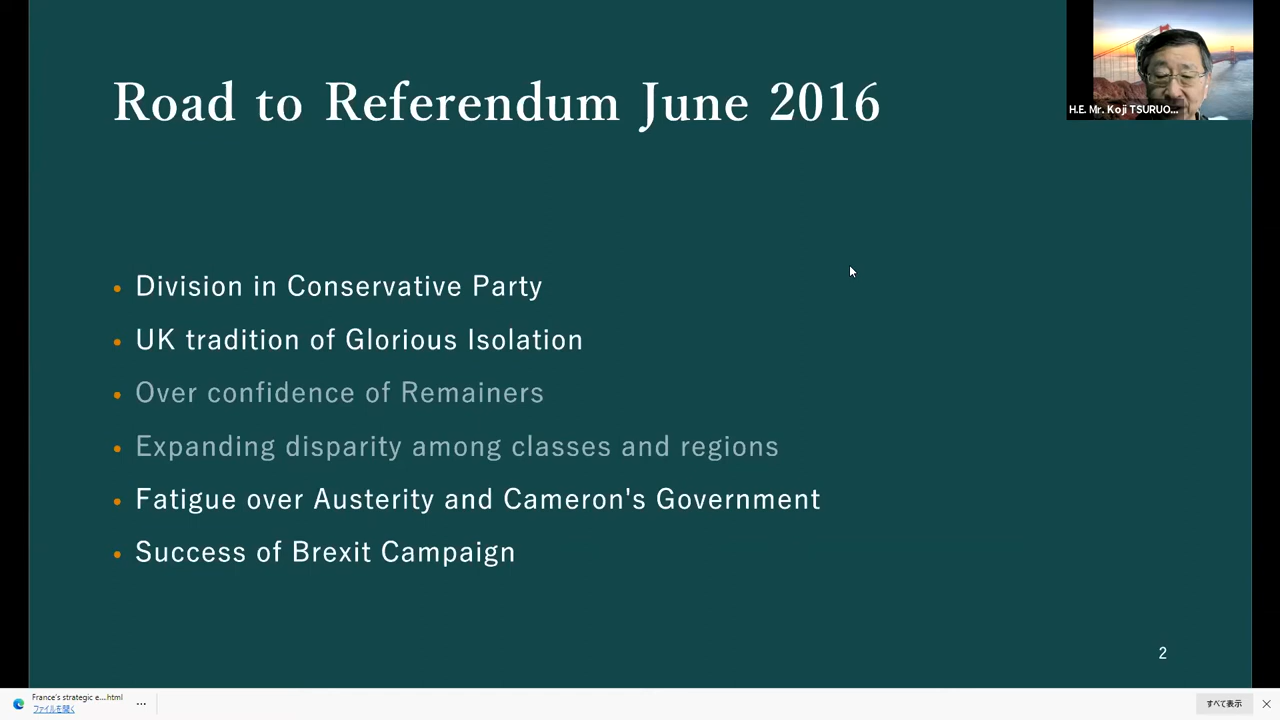 Road to Referendum June 2016
H.E. Mr. Koji TSURUO...
• Division in Conservative Party
• UK tradition of Glorious Isolation
• Over confidence of Remainers
• Expanding disparity among classes and regions
• Fatigue over Austerity and Cameron's Government
• Success of Brexit Campaign
2
France's strategic e....html
ファイルを開く
...
すべて表示